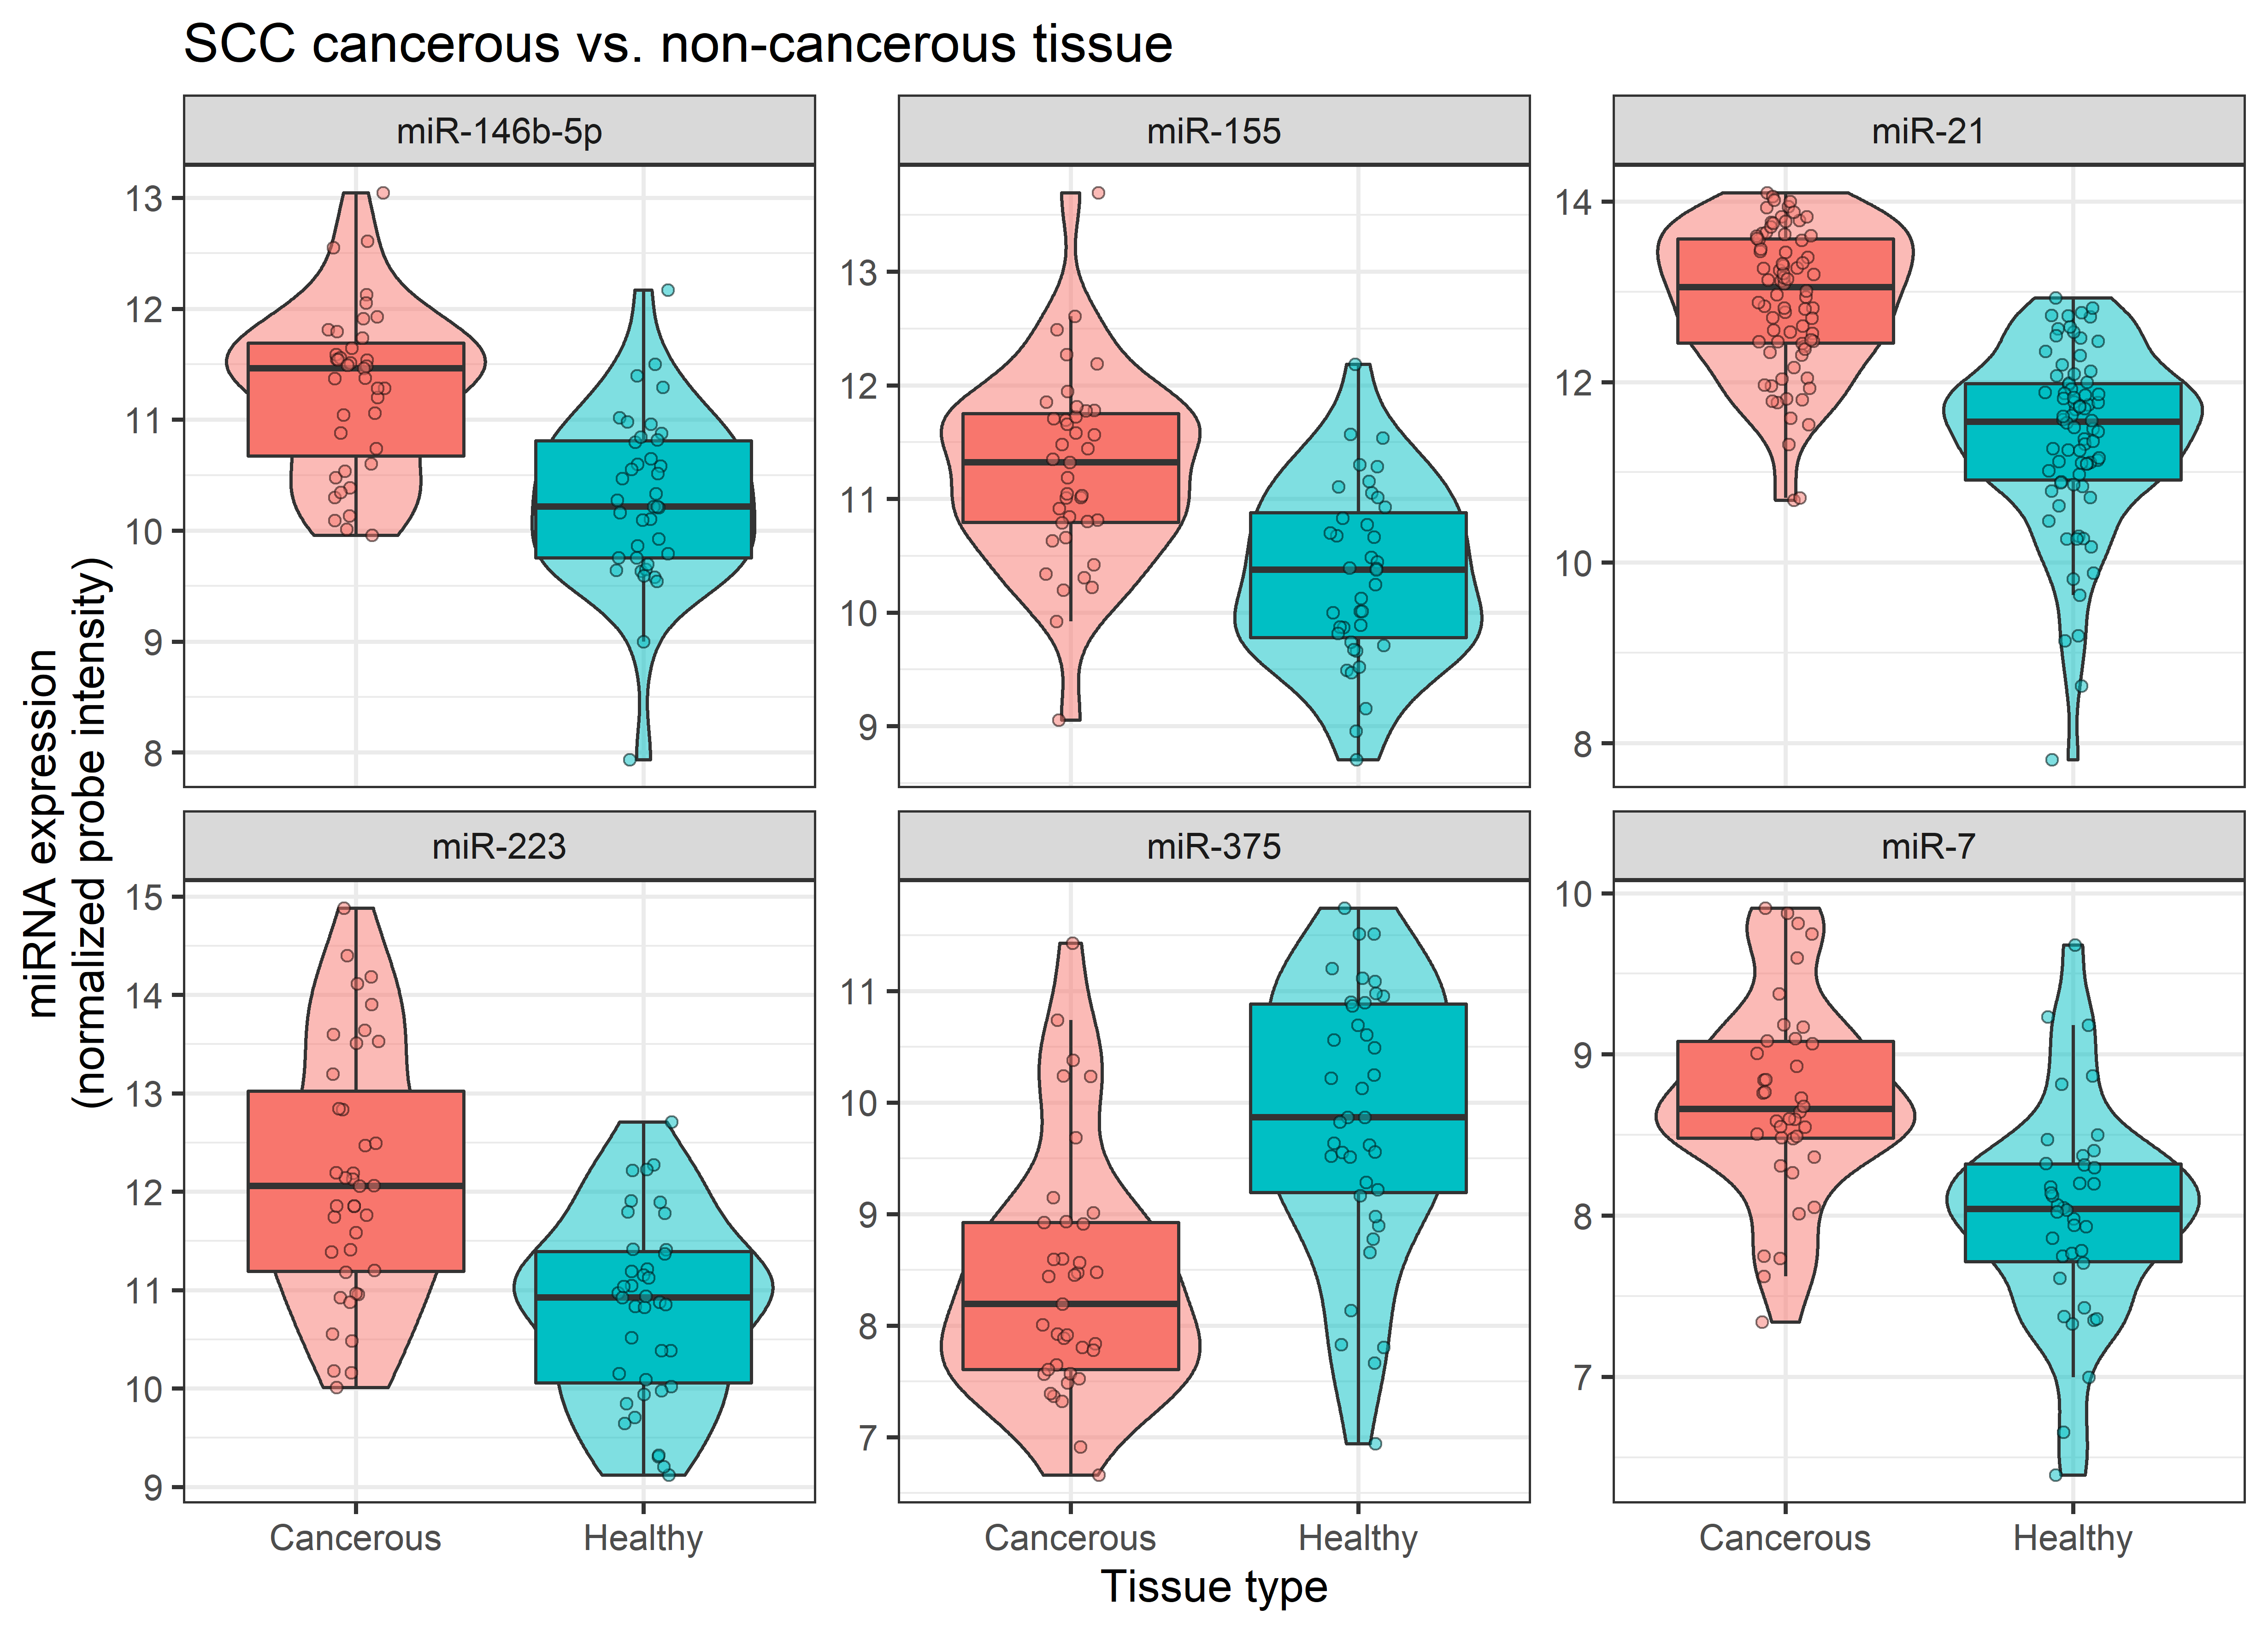 SCC cancerous vs. non-cancerous tissue
miR-146b-5p
miR-155
miR-21
13
12
11
10
9
8
13
12
11
10
9
14
12
10
8
miRNA expression
(normalized probe intensity)
miR-223
miR-375
miR-7
15
14
13
12
11
10
9
11
10
9
8
7
10
9
8
7
Cancerous
Healthy
Cancerous
Healthy
Cancerous
Healthy
Tissue type